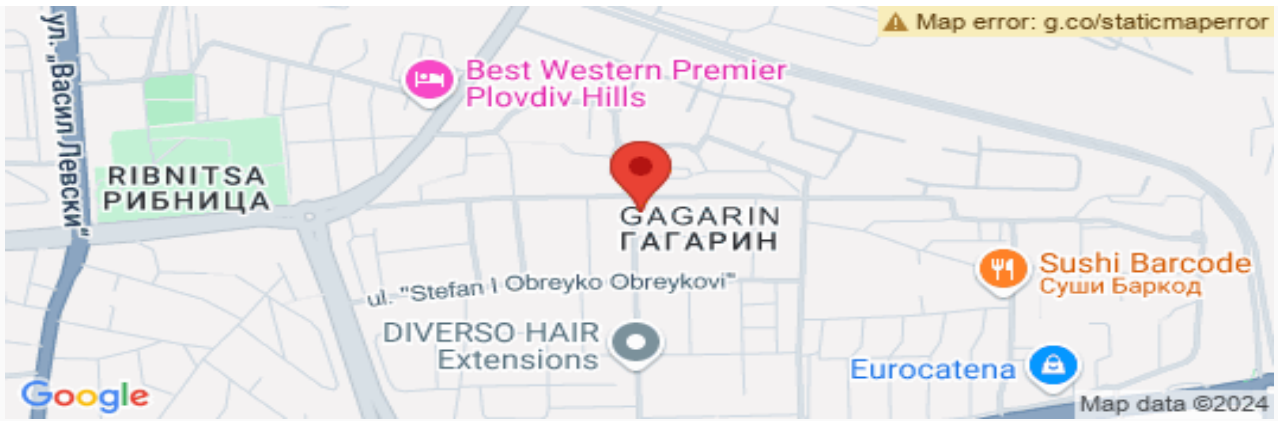 Map error: g.co/staticmaperror
ул. „Васил Левски"
Best Western Premier
Plovdiv Hills
RIBNITSA
РИБНИЦА
GAGARIN
ГАГАРИН
Sushi Barcode
Суши Баркод
ul. "Stefan I Obreyko Obreykovi"
DIVERSO HAIR
Extensions
Eurocatena
Google
Map data ©2024